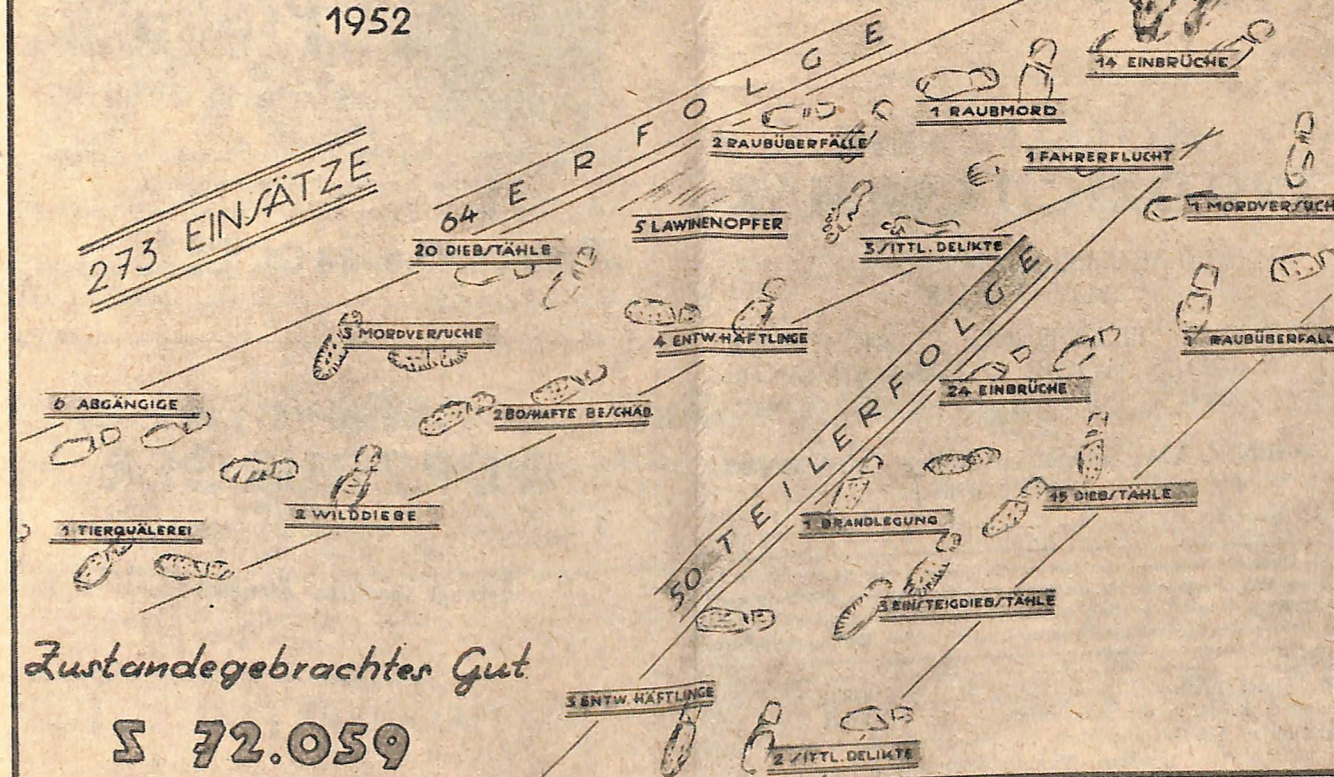 1952
273 EINSÄTZE
64 ERFOLGE
14 EINBRÜCHE
1 RAUBMORD
2 RAUBÜBERFÄLLE
1 FAHRERFLUCHT
5 LAWINENOPFER
3 SITTL. DELIKTE
20 DIEBSTÄHLE
3 MORDVERSUCHE
4 ENTW. HÄFTLINGE
6 ABGÄNGIGE
2 BOSHAFTE BESCHÄD.
2 WILDDIEBE
1 TIERQUÄLEREI
50 TEILERFOLGE
1 MORDVERSUCH
1 RAUBÜBERFALL
24 EINBRÜCHE
15 DIEBSTÄHLE
1 BRANDLEGUNG
3 EINSTEIGDIEBSTÄHLE
3 ENTW. HÄFTLINGE
2 SITTL. DELIKTE
Zustandegebrachtes Gut
S 72.059